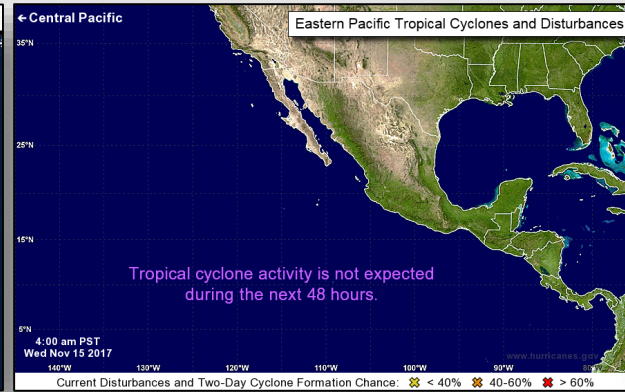 ← Central Pacific
Eastern Pacific Tropical Cyclones and Disturbances
35°N
25°N
15°N
5°N
Tropical cyclone activity is not expected
during the next 48 hours.
4:00 am PST
Wed Nov 15 2017
www.hurricanes.gov
140°W 130°W 120°W 110°W 100°W 90°W 80°
Current Disturbances and Two-Day Cyclone Formation Chance: < 40% 40-60% > 60%